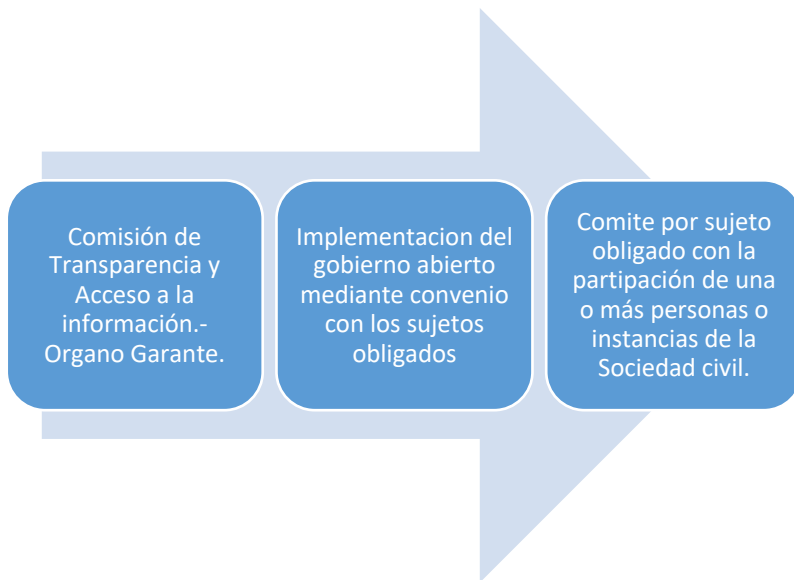 Comisión de
Transparencia y
Acceso a la
información.-
Organo Garante.
Implementacion del
gobierno abierto
mediante convenio
con los sujetos
obligados
Comite por sujeto
obligado con la
partipación de una
o más personas o
instancias de la
Sociedad civil.